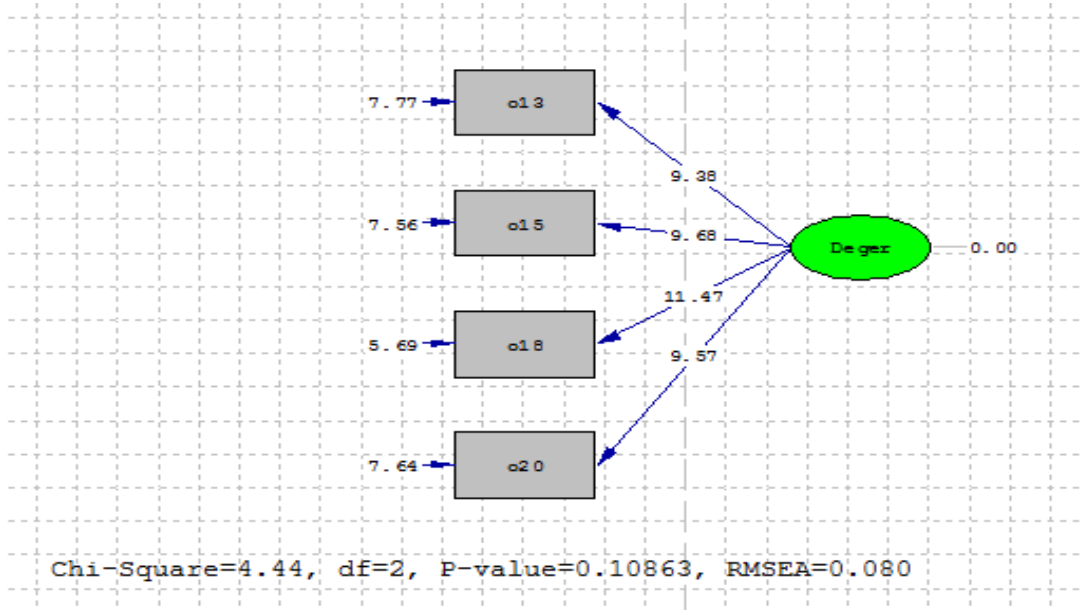 7.77 o13
9.38
7.56 o15
9.68
Deger 0.00
11.47
5.69 o18
9.57
7.64 o20
Chi-Square=4.44, df=2, P-value=0.10863, RMSEA=0.080